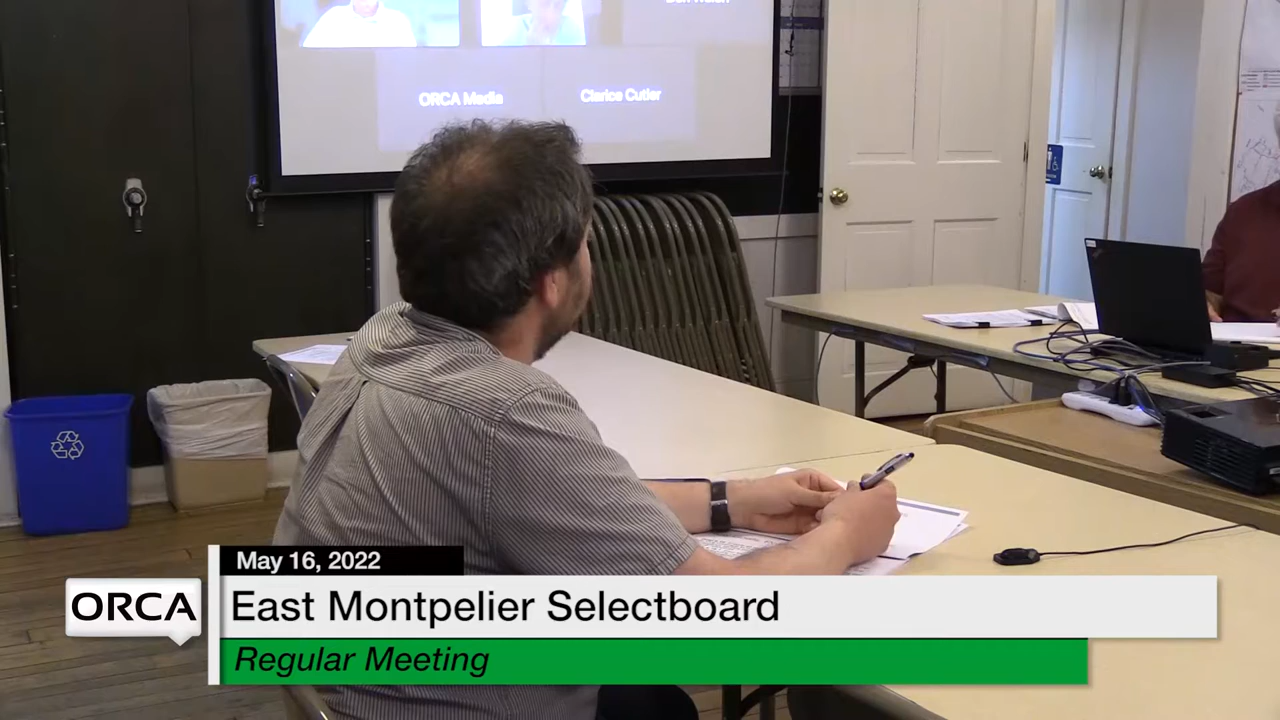 ORCA Media
Clarice Cutler
May 16, 2022
ORCA
East Montpelier Selectboard
Regular Meeting